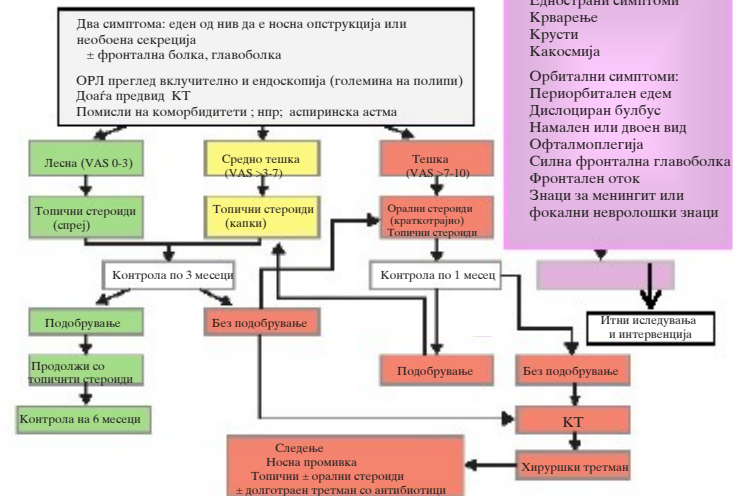 Два симптома: еден од нив да е носна опструкција или
необоена секреција
± фронтална болка, главоболка
ОРЛ преглед вклучително и ендоскопија (големина на полипи)
Доаѓа предвид КТ
Помисли на коморбидитети ; нпр; аспиринска астма
Еднострани симптоми
Крварење
Крусти
Какосмија
Орбитални симптоми:
Периорбитален едем
Дислоциран булбус
Намален или двоен вид
Офталмоплегија
Силна фронтална главоболка
Фронтален оток
Знаци за менингит или
фокални невролошки знаци
Лесна (VAS 0-3)
Средно тешка
(VAS >3-7)
Тешка
(VAS >7-10)
Топични стероиди
(спреј)
Топични стероиди
(капки)
Орални стероиди
(краткотрајно)
Топични стероиди
Контрола по 3 месеци
Контрола по 1 месец
Итни иследувања
и интервенција
Подобрување
Без подобрување
Подобрување
Без подобрување
Продолжи со
топичнти стероиди
Контрола на 6 месеци
КТ
Хируршки третман
Следење
Носна промивка
Топични ± орални стероиди
± долготраен третман со антибиотици